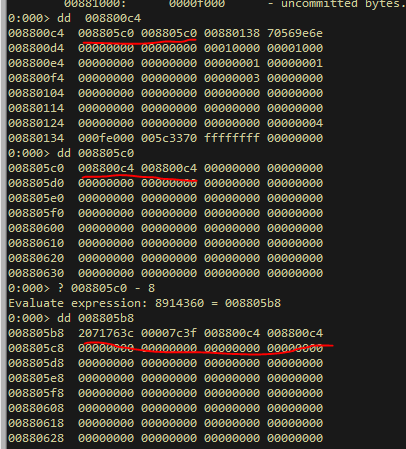 00881000: 0000f000 - uncommitted bytes.
0:000> dd 008800c4
008800c4 008805c0 008805c0 00880138 70569e6e
008800d4 00000000 00000000 00010000 00001000
008800e4 00000000 00000000 00000001 00000001
008800f4 00000000 00000000 00000003 00000000
00880104 00000000 00000000 00000000 00000000
00880114 00000000 00000000 00000000 00000000
00880124 00000000 00000000 00000000 00000004
00880134 000fe000 005c3370 ffffffff 00000000
0:000> dd 008805c0
008805c0 008800c4 008800c4 00000000 00000000
008805d0 00000000 00000000 00000000 00000000
008805e0 00000000 00000000 00000000 00000000
008805f0 00000000 00000000 00000000 00000000
00880600 00000000 00000000 00000000 00000000
00880610 00000000 00000000 00000000 00000000
00880620 00000000 00000000 00000000 00000000
00880630 00000000 00000000 00000000 00000000
0:000> ? 008805c0 - 8
Evaluate expression: 8914360 = 008805b8
0:000> dd 008805b8
008805b8 2071763c 00007c3f 008800c4 008800c4
008805c8 00000000 00000000 00000000 00000000
008805d8 00000000 00000000 00000000 00000000
008805e8 00000000 00000000 00000000 00000000
008805f8 00000000 00000000 00000000 00000000
00880608 00000000 00000000 00000000 00000000
00880618 00000000 00000000 00000000 00000000
00880628 00000000 00000000 00000000 00000000